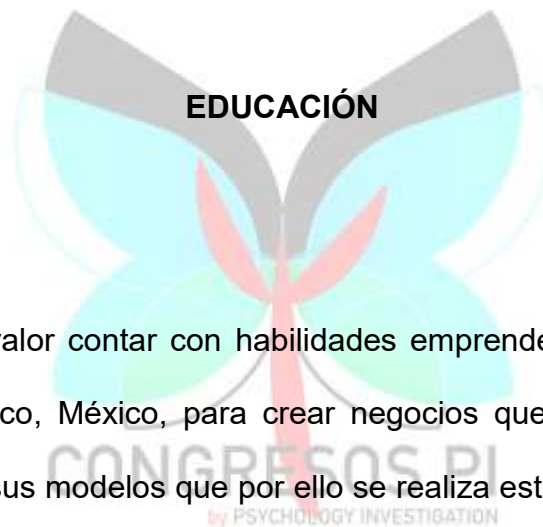 EDUCACIÓN
valor contar con habilidades emprende
co, México, para crear negocios que
CONGRESOS PI
sus modelos que por ello se realiza est
by PSYCHOLOGY INVESTIGATION